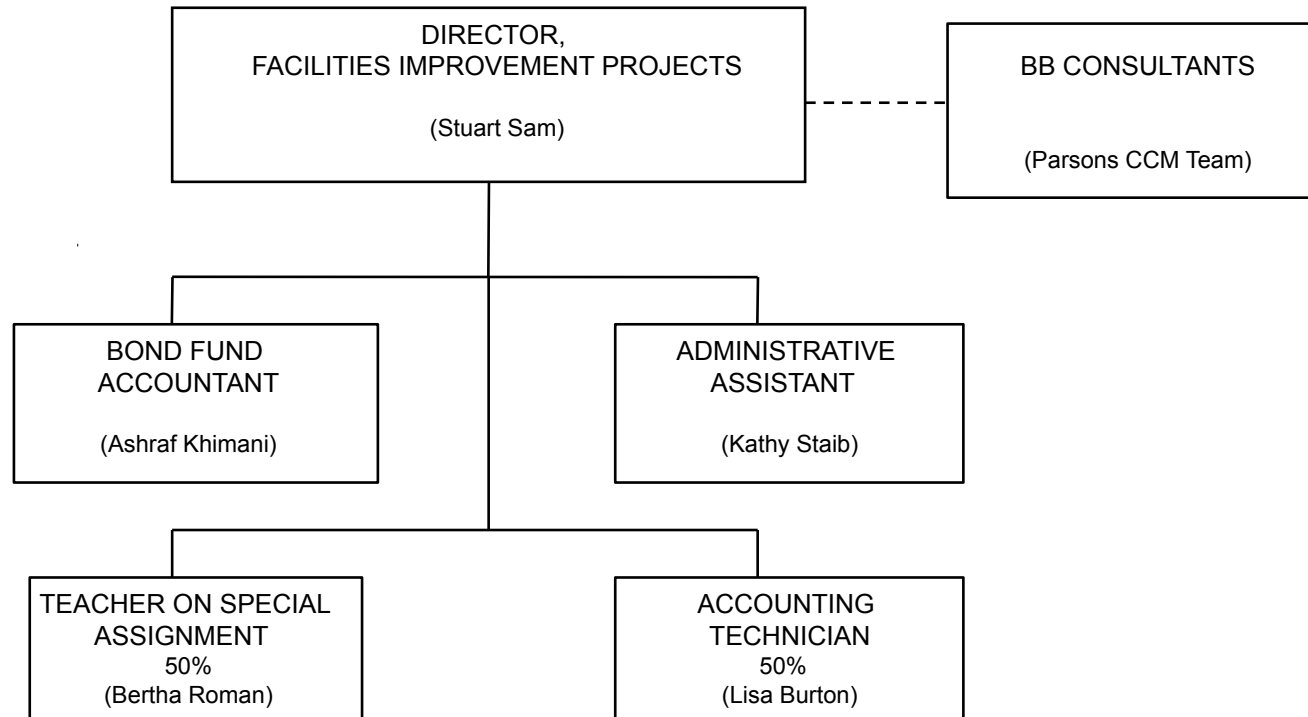 DIRECTOR,
FACILITIES IMPROVEMENT PROJECTS
(Stuart Sam)
BB CONSULTANTS
(Parsons CCM Team)
BOND FUND
ACCOUNTANT
(Ashraf Khimani)
ADMINISTRATIVE
ASSISTANT
(Kathy Staib)
TEACHER ON SPECIAL
ASSIGNMENT
50%
(Bertha Roman)
ACCOUNTING
TECHNICIAN
50%
(Lisa Burton)